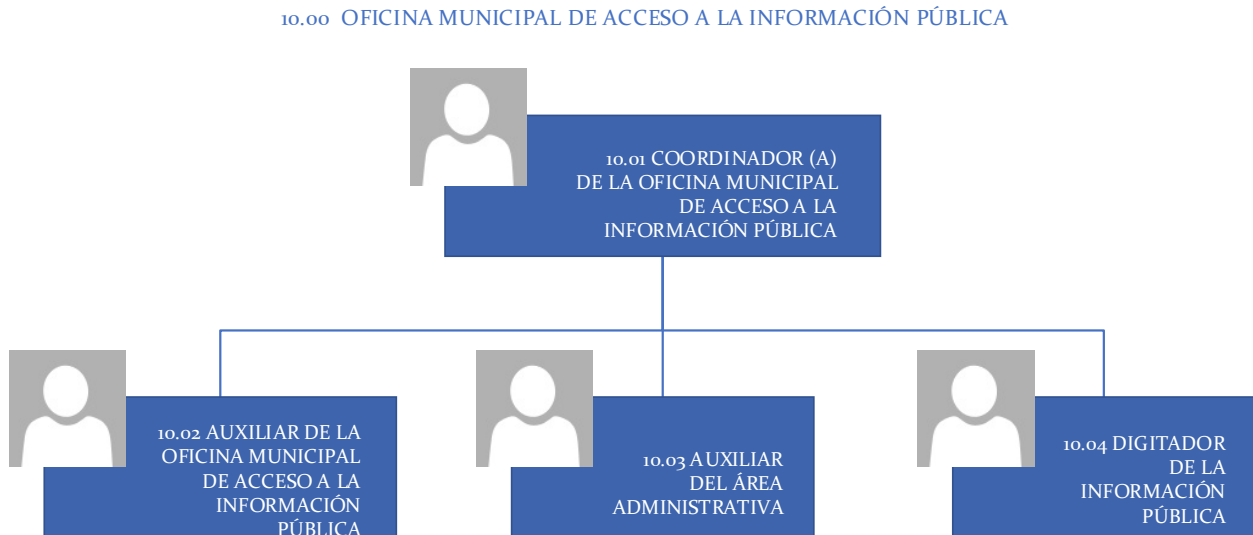 10.00 OFICINA MUNICIPAL DE ACCESO A LA INFORMACIÓN PÚBLICA
10.01 COORDINADOR (A)
DE LA OFICINA MUNICIPAL
DE ACCESO A LA
INFORMACIÓN PÚBLICA
10.02 AUXILIAR DE LA
OFICINA MUNICIPAL
DE ACCESO A LA
INFORMACIÓN
PÚBLICA
10.03 AUXILIAR
DEL ÁREA
ADMINISTRATIVA
10.04 DIGITADOR
DE LA
INFORMACIÓN
PÚBLICA